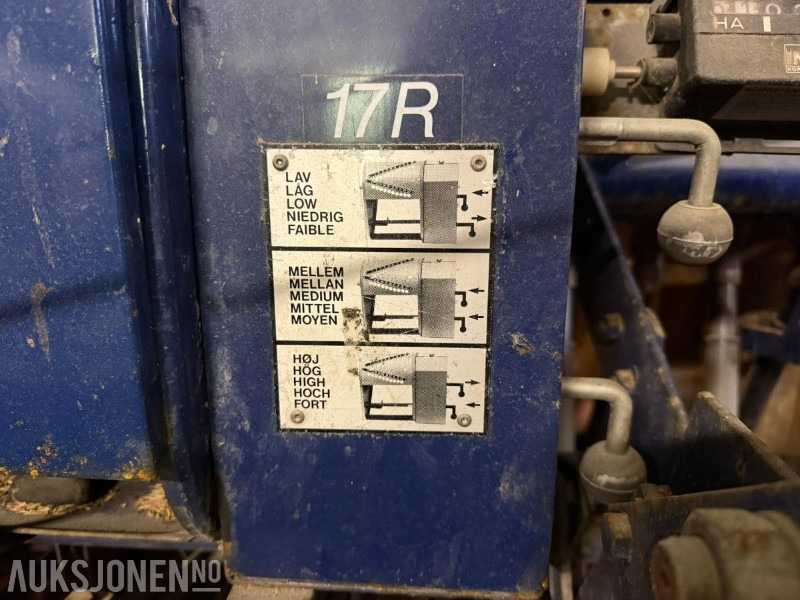 HA
17R
LAV
LÅG
LOW
NIEDRIG
FAIBLE
MELLEM
MELLAN
MEDIUM
MITTEL
MOYEN
HØJ
HÖG
HIGH
HOCH
FORT
AUKSJONEN.NO